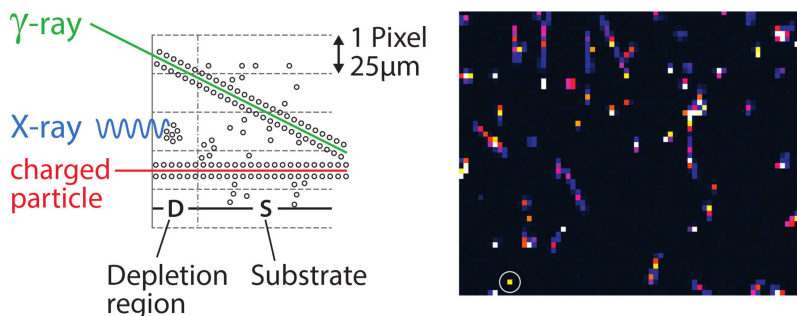 γ-ray
1 Pixel
25μm
X-ray
charged
particle
D
S
Depletion
region
Substrate